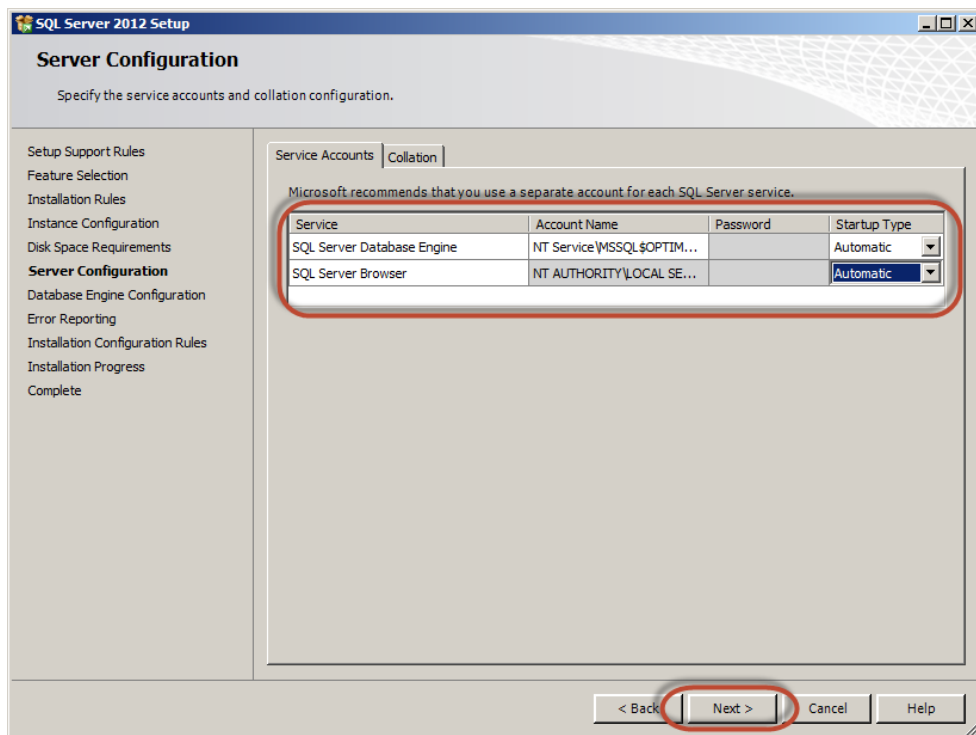 SQL Server 2012 Setup
Server Configuration
Specify the service accounts and collation configuration.
Setup Support Rules
Feature Selection
Installation Rules
Instance Configuration
Disk Space Requirements
Server Configuration
Database Engine Configuration
Error Reporting
Installation Configuration Rules
Installation Progress
Complete
Service Accounts Collation
Microsoft recommends that you use a separate account for each SQL Server service.
Service Account Name Password Startup Type
SQL Server Database Engine NT Service\MSSQL$OPTIM... Automatic
SQL Server Browser NT AUTHORITY\LOCAL SE... Automatic
< Back Next > Cancel Help